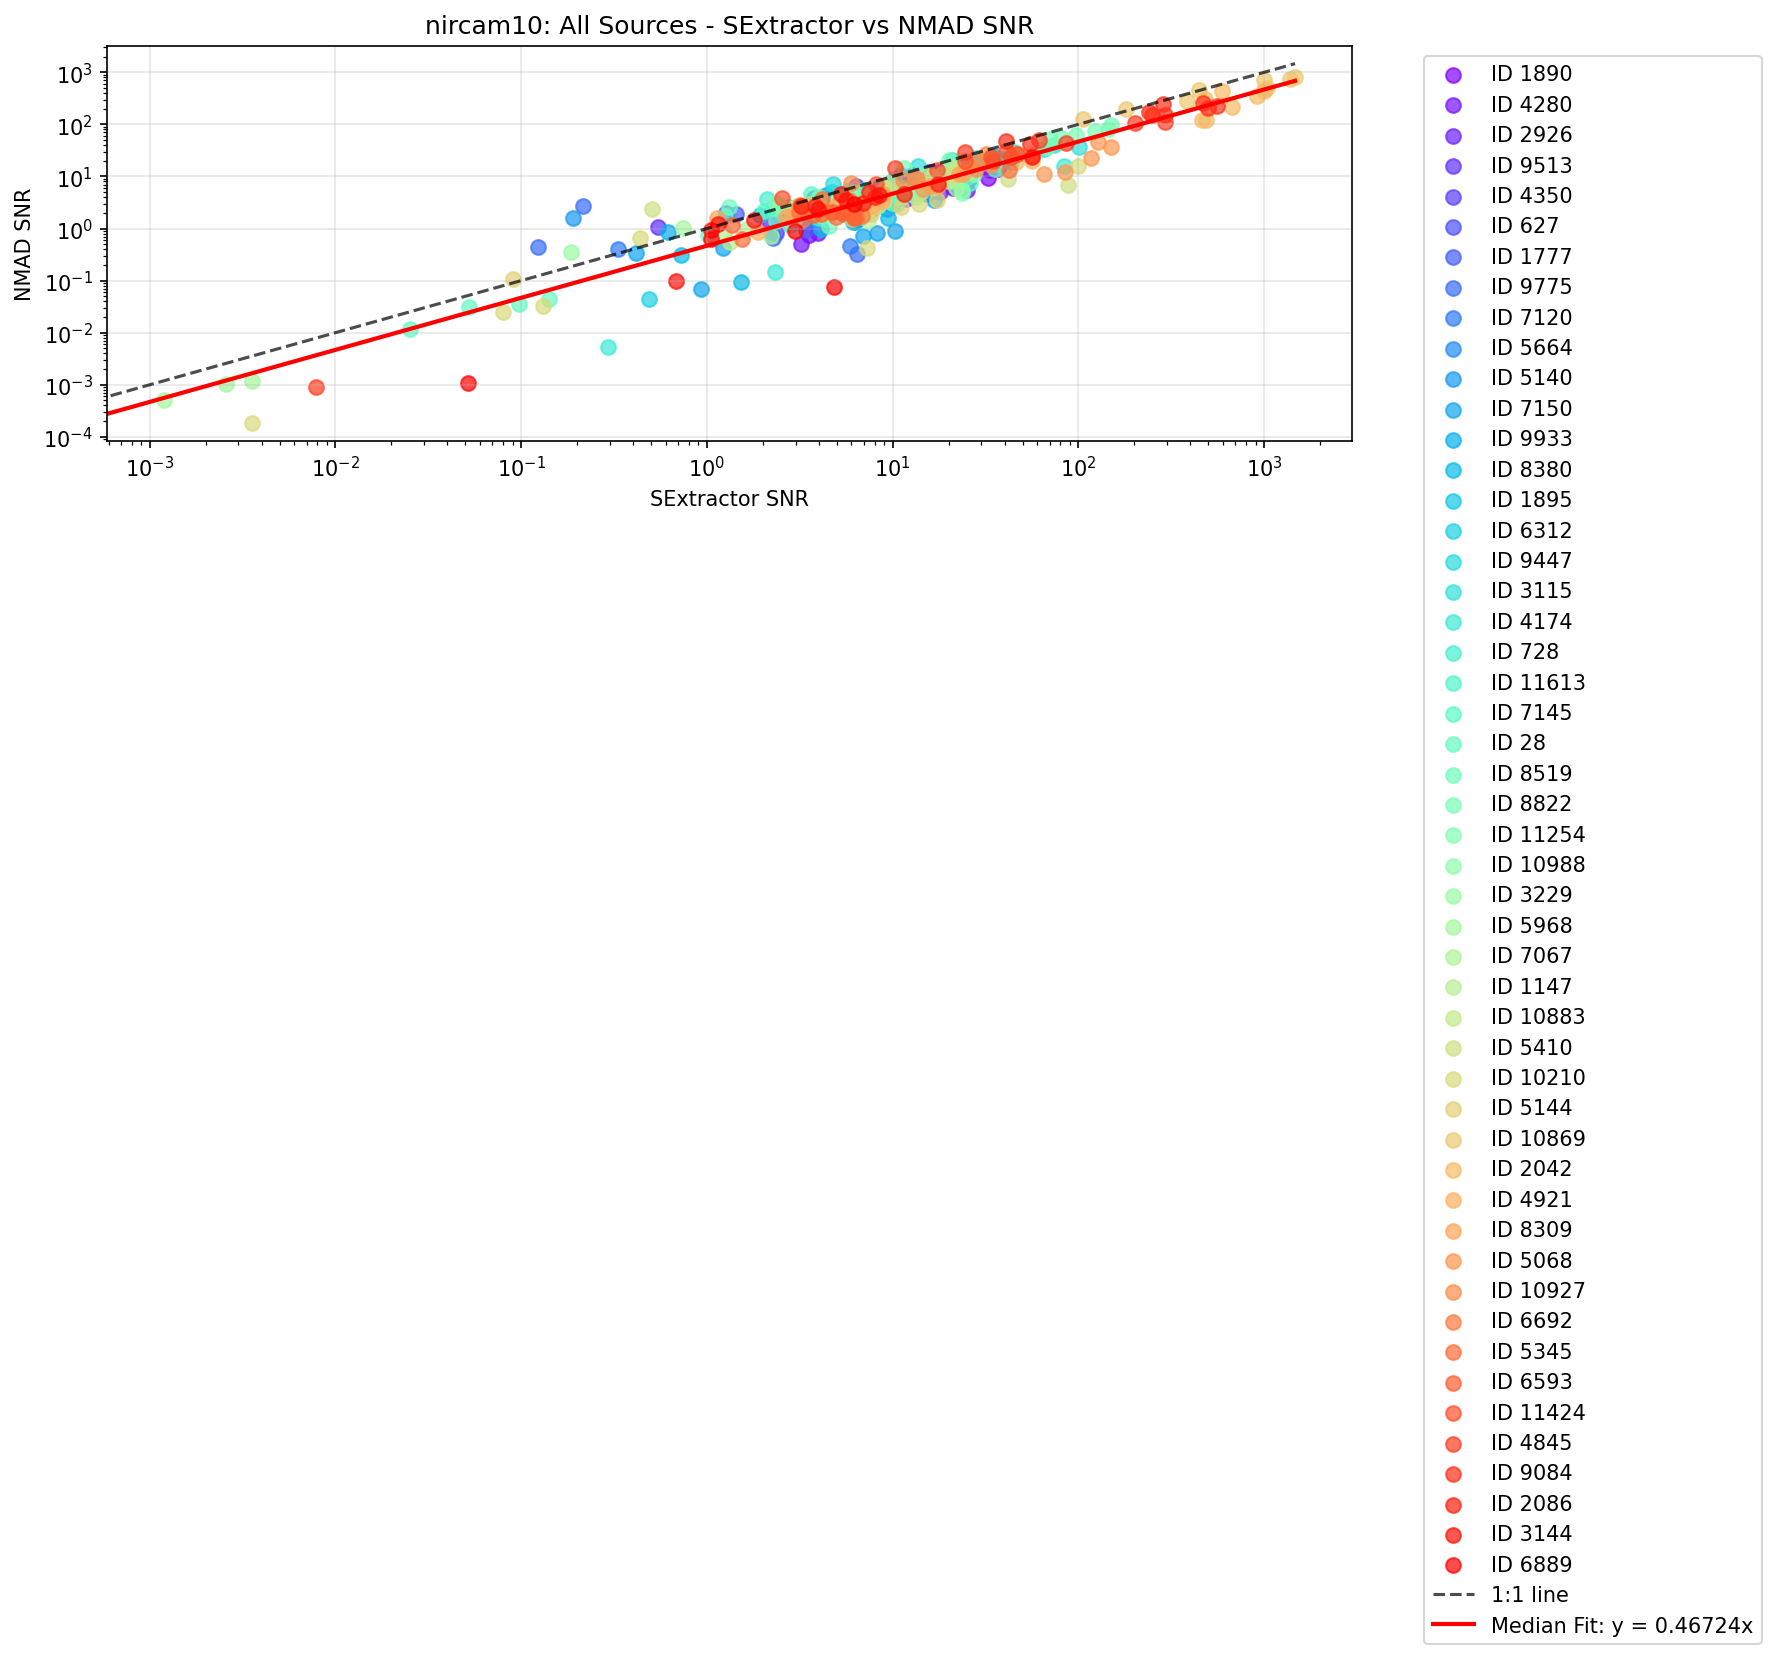 nircam10: All Sources - SExtractor vs NMAD SNR
NMAD SNR
10³
10²
10¹
10⁰
10⁻¹
10⁻²
10⁻³
10⁻⁴
10⁻³ 10⁻² 10⁻¹ 10⁰ 10¹ 10² 10³
SExtractor SNR
ID 1890
ID 4280
ID 2926
ID 9513
ID 4350
ID 627
ID 1777
ID 9775
ID 7120
ID 5664
ID 5140
ID 7150
ID 9933
ID 8380
ID 1895
ID 6312
ID 9447
ID 3115
ID 4174
ID 728
ID 11613
ID 7145
ID 28
ID 8519
ID 8822
ID 11254
ID 10988
ID 3229
ID 5968
ID 7067
ID 1147
ID 10883
ID 5410
ID 10210
ID 5144
ID 10869
ID 2042
ID 4921
ID 8309
ID 5068
ID 10927
ID 6692
ID 5345
ID 6593
ID 11424
ID 4845
ID 9084
ID 2086
ID 3144
ID 6889
1:1 line
Median Fit: y = 0.46724x